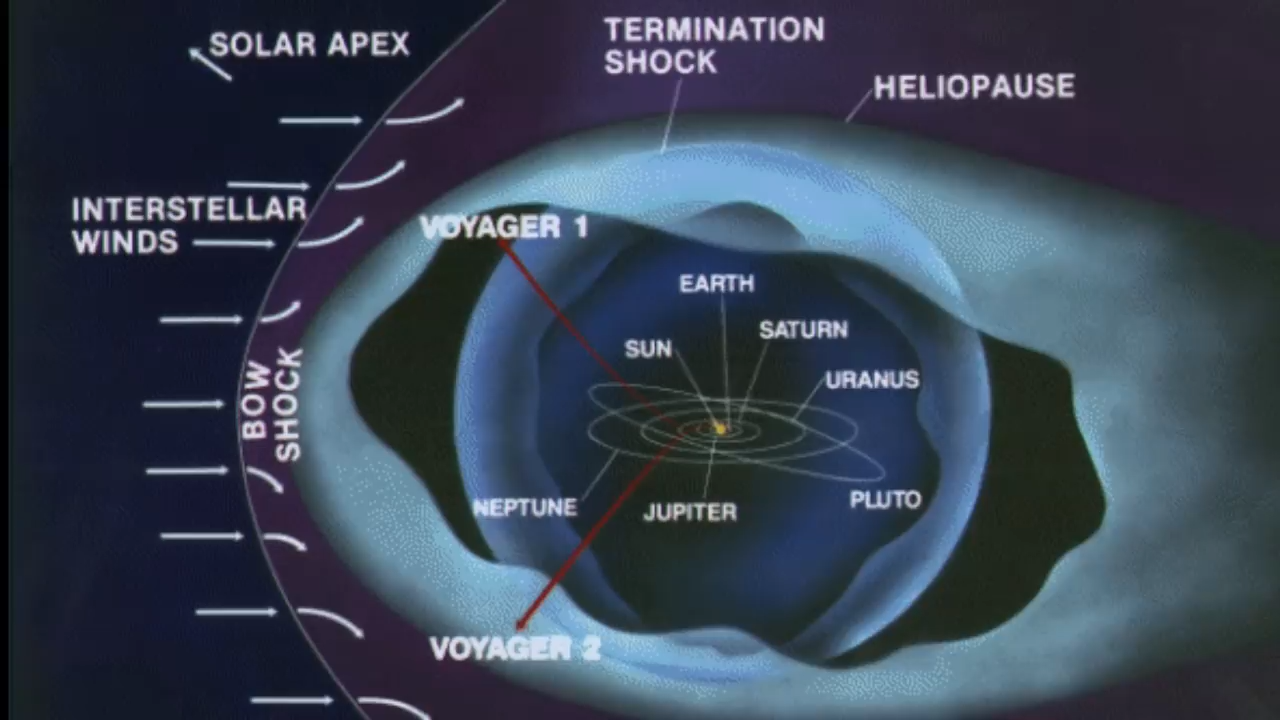 SOLAR APEX
TERMINATION
SHOCK
HELIOPAUSE
INTERSTELLAR
WINDS
VOYAGER 1
EARTH
SATURN
SUN
URANUS
BOW
SHOCK
NEPTUNE
JUPITER
PLUTO
VOYAGER 2